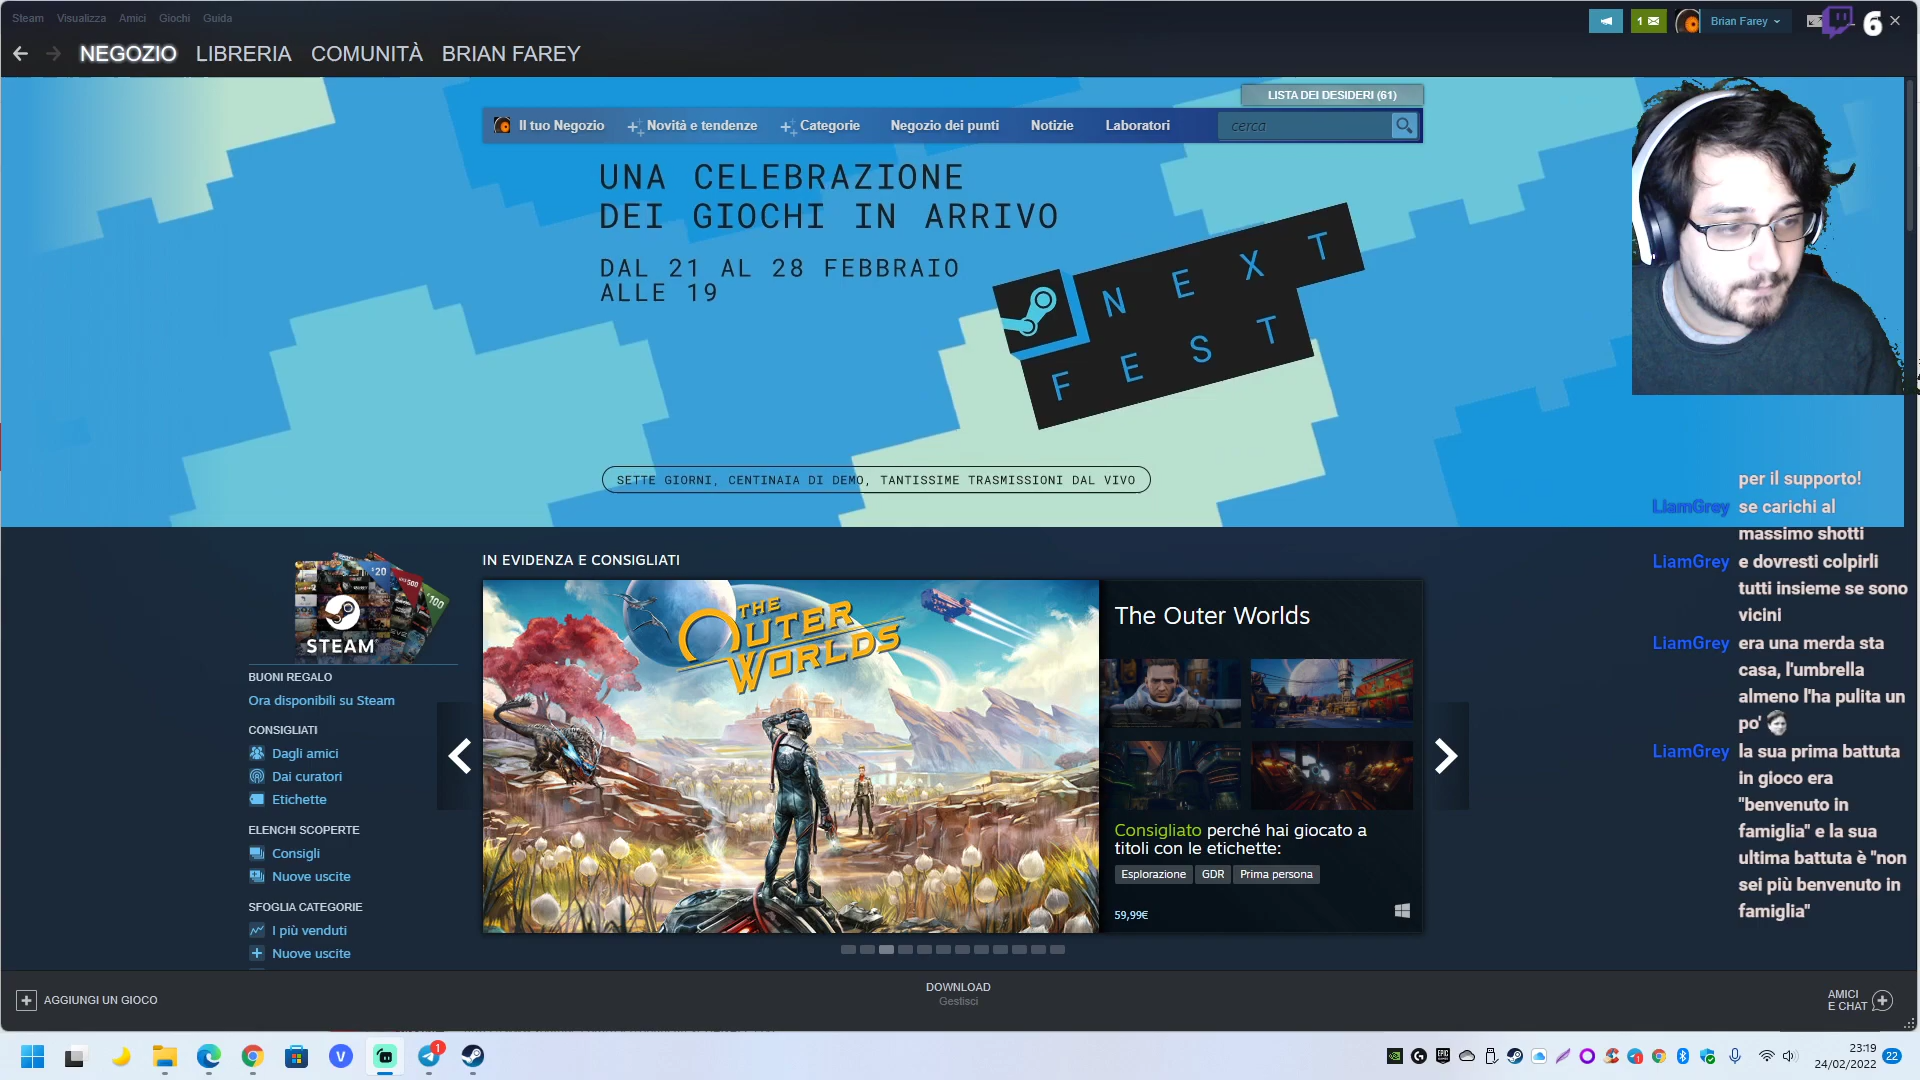 Steam Visualizza Amici Giochi Guida
1
Brian Farey
6
NEGOZIO LIBRERIA COMUNITÀ BRIAN FAREY
LISTA DEI DESIDERI (61)
Il tuo Negozio Novità e tendenze Categorie Negozio dei punti Notizie Laboratori cerca
UNA CELEBRAZIONE
DEI GIOCHI IN ARRIVO
DAL 21 AL 28 FEBBRAIO
ALLE 19
NEXT
FEST
SETTE GIORNI, CENTINAIA DI DEMO, TANTISSIME TRASMISSIONI DAL VIVO
per il supporto!
LiamGrey se carichi al
massimo shotti
LiamGrey e dovresti colpirli
tutti insieme se sono
vicini
LiamGrey era una merda sta
casa, l'umbrella
almeno l'ha pulita un
po'
LiamGrey la sua prima battuta
in gioco era
"benvenuto in
famiglia" e la sua
ultima battuta è "non
sei più benvenuto in
famiglia"
STEAM
BUONI REGALO
Ora disponibili su Steam
CONSIGLIATI
Dagli amici
Dai curatori
Etichette
ELENCHI SCOPERTE
Consigli
Nuove uscite
SFOGLIA CATEGORIE
I più venduti
Nuove uscite
IN EVIDENZA E CONSIGLIATI
THE
OUTER
WORLDS
The Outer Worlds
Consigliato perché hai giocato a
titoli con le etichette:
Esplorazione GDR Prima persona
59,99€
AGGIUNGI UN GIOCO
DOWNLOAD
Gestisci
AMICI
E CHAT
1
23:19
24/02/2022
22